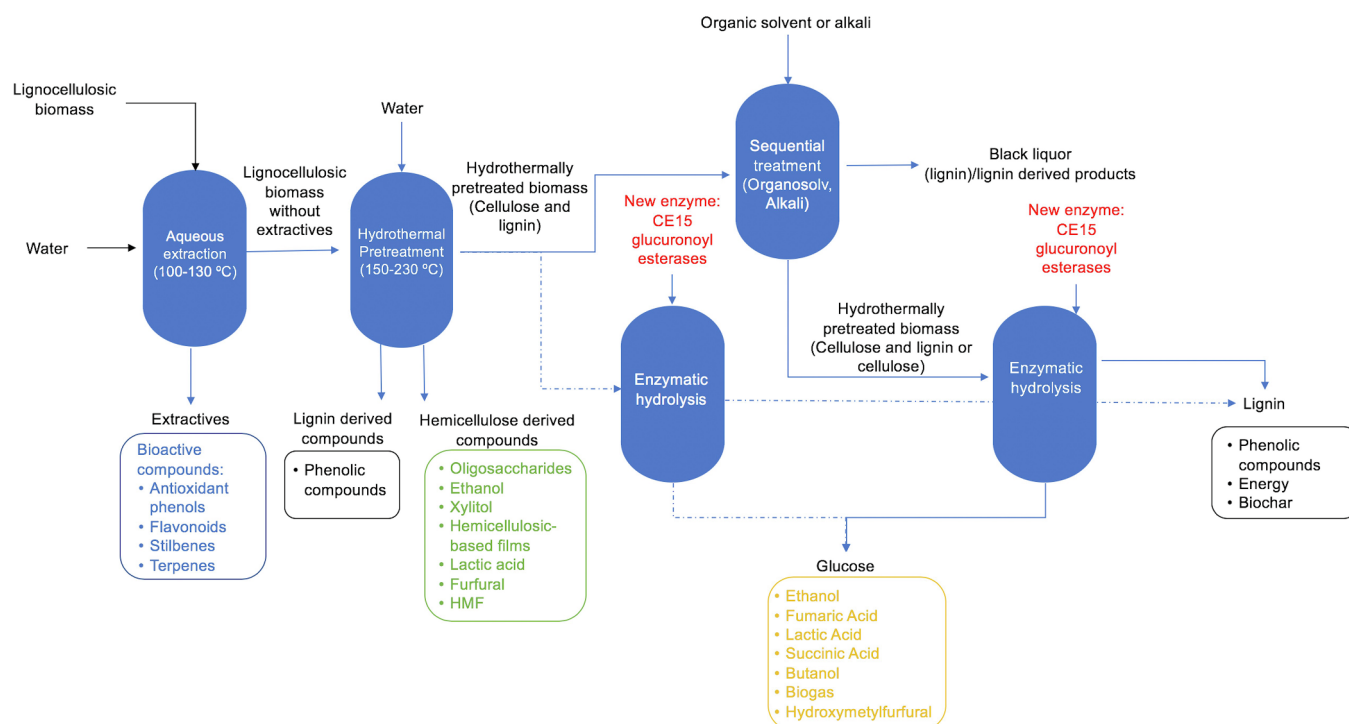 Organic solvent or alkali
Lignocellulosic
biomass
Water
Water
Aqueous
extraction
(100-130 ºC)
Lignocellulosic
biomass
without
extractives
Hydrothermal
Pretreatment
(150-230 ºC)
Hydrothermally
pretreated biomass
(Cellulose and
lignin)
Sequential
treatment
(Organosolv,
Alkali)
Black liquor
(lignin)/lignin derived products
New enzyme:
CE15
glucuronoyl
esterases
New enzyme:
CE15
glucuronoyl
esterases
Enzymatic
hydrolysis
Hydrothermally
pretreated biomass
(Cellulose and lignin or
cellulose)
Enzymatic
hydrolysis
Extractives
Bioactive
compounds:
• Antioxidant
phenols
• Flavonoids
• Stilbenes
• Terpenes
Lignin derived
compounds
• Phenolic
compounds
Hemicellulose derived
compounds
• Oligosaccharides
• Ethanol
• Xylitol
• Hemicellulosic-
based films
• Lactic acid
• Furfural
• HMF
Lignin
• Phenolic
compounds
• Energy
• Biochar
Glucose
• Ethanol
• Fumaric Acid
• Lactic Acid
• Succinic Acid
• Butanol
• Biogas
• Hydroxymetylfurfural